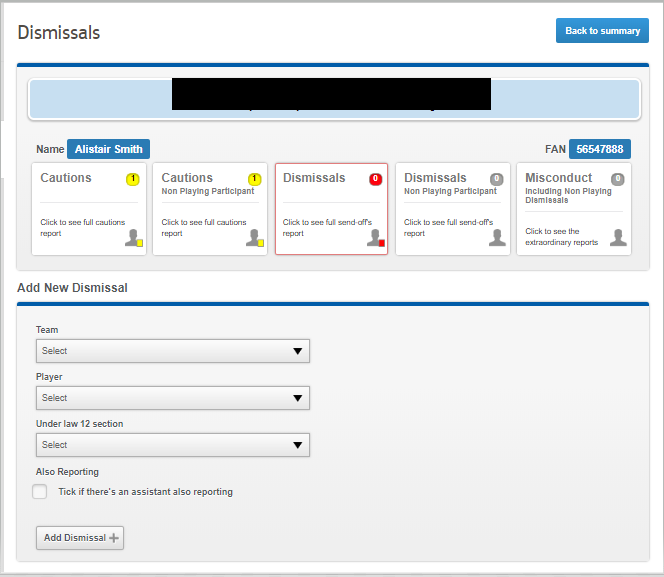 Dismissals
Back to summary
Name Alistair Smith
FAN 56547888
Cautions 1
Click to see full cautions
report
Cautions 1
Non Playing Participant
Click to see full cautions
report
Dismissals 0
Click to see full send-off's
report
Dismissals 0
Non Playing Participant
Click to see full send-off's
report
Misconduct 0
Including Non Playing
Dismissals
Click to see the
extraordinary reports
Add New Dismissal
Team
Select
Player
Select
Under law 12 section
Select
Also Reporting
Tick if there's an assistant also reporting
Add Dismissal